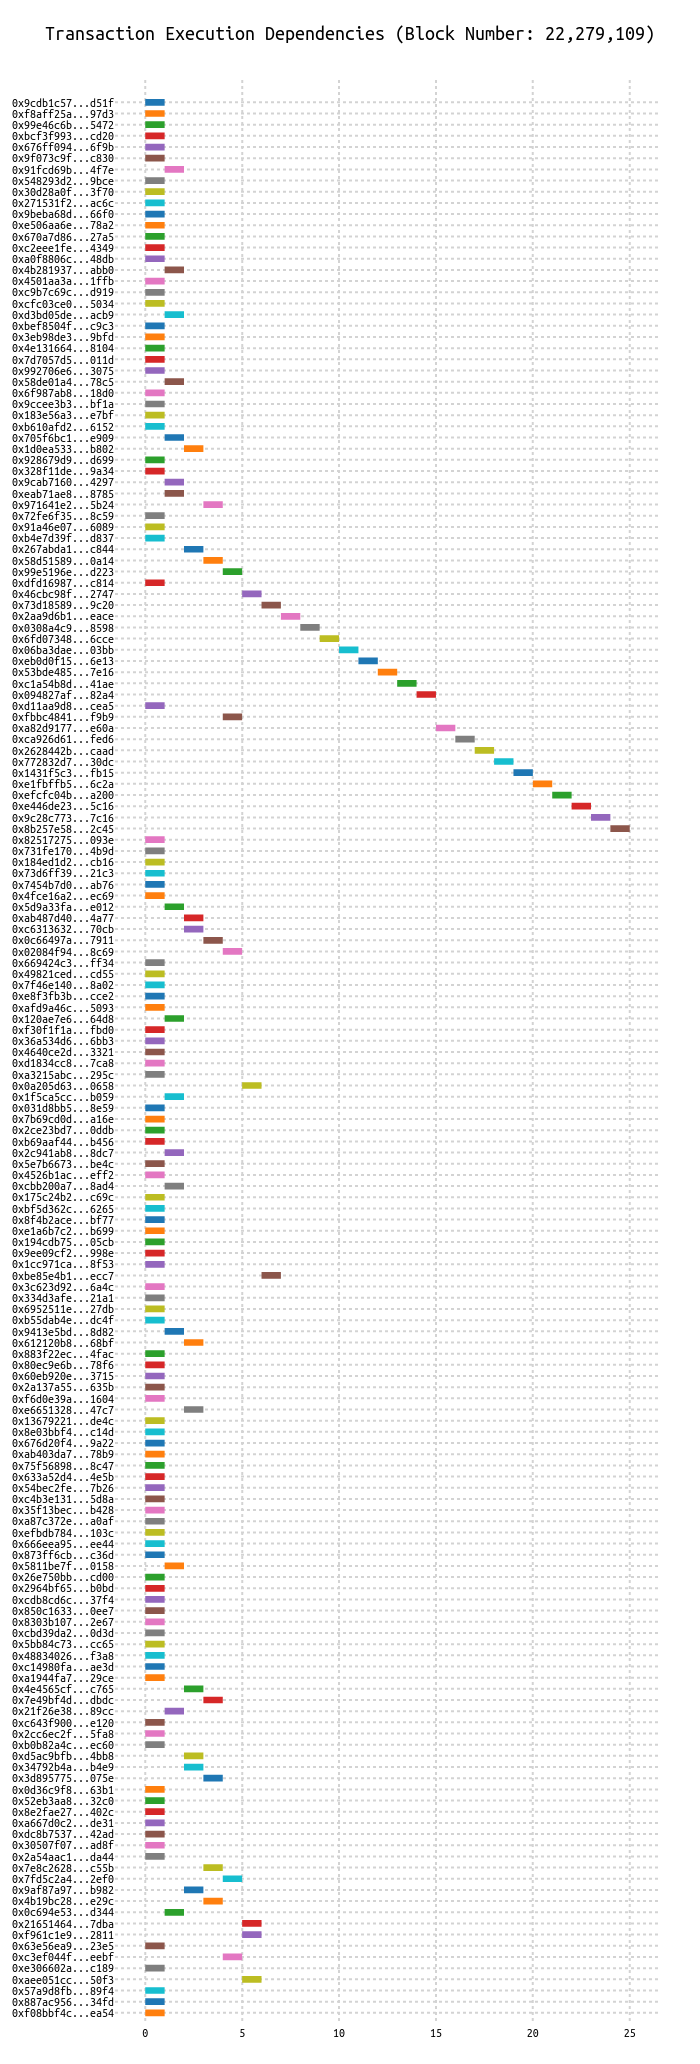 Transaction Execution Dependencies (Block Number: 22,279,109)
0x9cdb1c57...d51f
0xf8aff25a...97d3
0x99e46c6b...5472
0xbcf3f993...cd20
0x676ff094...6f9b
0x9f073c9f...c830
0x91fcd69b...4f7e
0x548293d2...9bce
0x30d28a0f...3f70
0x271531f2...ac6c
0x9beba68d...66f0
0xe506aa6e...78a2
0x670a7d86...27a5
0xc2eee1fe...4349
0xa0f8806c...48db
0x4b281937...abb0
0x4501aa3a...1ffb
0xc9b7c69c...d919
0xcfc03ce0...5034
0xd3bd05de...acb9
0xbef8504f...c9c3
0x3eb98de3...9bfd
0x4e131664...8104
0x7d7057d5...011d
0x992706e6...3075
0x58de01a4...78c5
0x6f987ab8...18d0
0x9ccee3b3...bf1a
0x183e56a3...e7bf
0xb610afd2...6152
0x705f6bc1...e909
0x1d0ea533...b802
0x928679d9...d699
0x328f11de...9a34
0x9cab7160...4297
0xeab71ae8...8785
0x971641e2...5b24
0x72fe6f35...8c59
0x91a46e07...6089
0xb4e7d39f...d837
0x267abda1...c844
0x58d51589...0a14
0x99e5196e...d223
0xdfd16987...c814
0x46cbc98f...2747
0x73d18589...9c20
0x2aa9d6b1...eace
0x0308a4c9...8598
0x6fd07348...6cce
0x06ba3dae...03bb
0xeb0d0f15...6e13
0x53bde485...7e16
0xc1a54b8d...41ae
0x094827af...82a4
0xd11aa9d8...cea5
0xfbbc4841...f9b9
0xa82d9177...e60a
0xca926d61...fed6
0x2628442b...caad
0x772832d7...30dc
0x1431f5c3...fb15
0xe1fbffb5...6c2a
0xefcfc04b...a200
0xe446de23...5c16
0x9c28c773...7c16
0x8b257e58...2c45
0x82517275...093e
0x731fe170...4b9d
0x184ed1d2...cb16
0x73d6ff39...21c3
0x7454b7d0...ab76
0x4fce16a2...ec69
0x5d9a33fa...e012
0xab487d40...4a77
0xc6313632...70cb
0x0c66497a...7911
0x02084f94...8c69
0x669424c3...ff34
0x49821ced...cd55
0x7f46e140...8a02
0xe8f3fb3b...cce2
0xafd9a46c...5093
0x120ae7e6...64d8
0xf30f1f1a...fbd0
0x36a534d6...6bb3
0x4640ce2d...3321
0xd1834cc8...7ca8
0xa3215abc...295c
0x0a205d63...0658
0x1f5ca5cc...b059
0x031d8bb5...8e59
0x7b69cd0d...a16e
0x2ce23bd7...0ddb
0xb69aaf44...b456
0x2c941ab8...8dc7
0x5e7b6673...be4c
0x4526b1ac...eff2
0xcbb200a7...8ad4
0x175c24b2...c69c
0xbf5d362c...6265
0x8f4b2ace...bf77
0xe1a6b7c2...b699
0x194cdb75...05cb
0x9ee09cf2...998e
0x1cc971ca...8f53
0xbe85e4b1...ecc7
0x3c623d92...6a4c
0x334d3afe...21a1
0x6952511e...27db
0xb55dab4e...dc4f
0x9413e5bd...8d82
0x612120b8...68bf
0x883f22ec...4fac
0x80ec9e6b...78f6
0x60eb920e...3715
0x2a137a55...635b
0xf6d0e39a...1604
0xe6651328...47c7
0x13679221...de4c
0x8e03bbf4...c14d
0x676d20f4...9a22
0xab403da7...78b9
0x75f56898...8c47
0x633a52d4...4e5b
0x54bec2fe...7b26
0xc4b3e131...5d8a
0x35f13bec...b428
0xa87c372e...a0af
0xefbdb784...103c
0x666eea95...ee44
0x873ff6cb...c36d
0x5811be7f...0158
0x26e750bb...cd00
0x2964bf65...b0bd
0xcdb8cd6c...37f4
0x850c1633...0ee7
0x8303b107...2e67
0xcbd39da2...0d3d
0x5bb84c73...cc65
0x48834026...f3a8
0xc14980fa...ae3d
0xa1944fa7...29ce
0x4e4565cf...c765
0x7e49bf4d...dbdc
0x21f26e38...89cc
0xc643f900...e120
0x2cc6ec2f...5fa8
0xb0b82a4c...ec60
0xd5ac9bfb...4bb8
0x34792b4a...b4e9
0x3d895775...075e
0x0d36c9f8...63b1
0x52eb3aa8...32c0
0x8e2fae27...402c
0xa667d0c2...de31
0xdc8b7537...42ad
0x30507f07...ad8f
0x2a54aac1...da44
0x7e8c2628...c55b
0x7fd5c2a4...2ef0
0x9af87a97...b982
0x4b19bc28...e29c
0x0c694e53...d344
0x21651464...7dba
0xf961c1e9...2811
0x63e56ea9...23e5
0xc3ef044f...eebf
0xe306602a...c189
0xaee051cc...50f3
0x57a9d8fb...89f4
0x887ac956...34fd
0xf08bbf4c...ea54
0 5 10 15 20 25